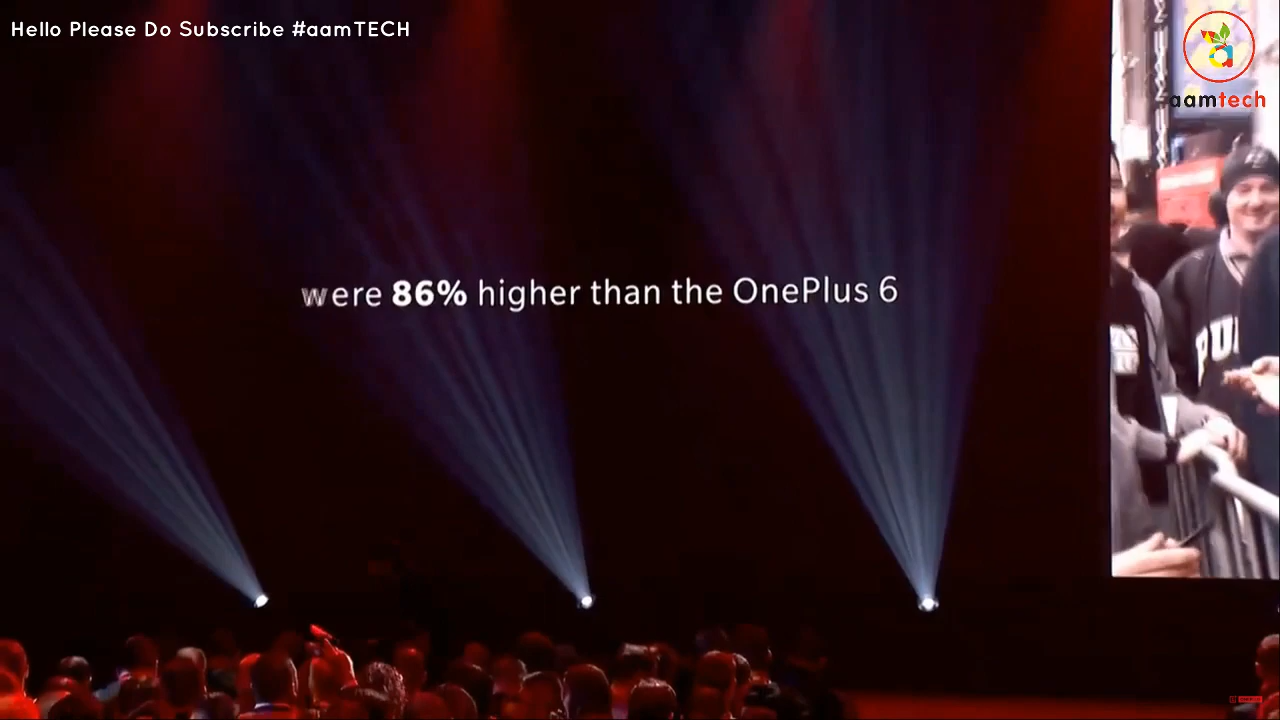 Hello Please Do Subscribe #aamTECH
aamtech
were 86% higher than the OnePlus 6